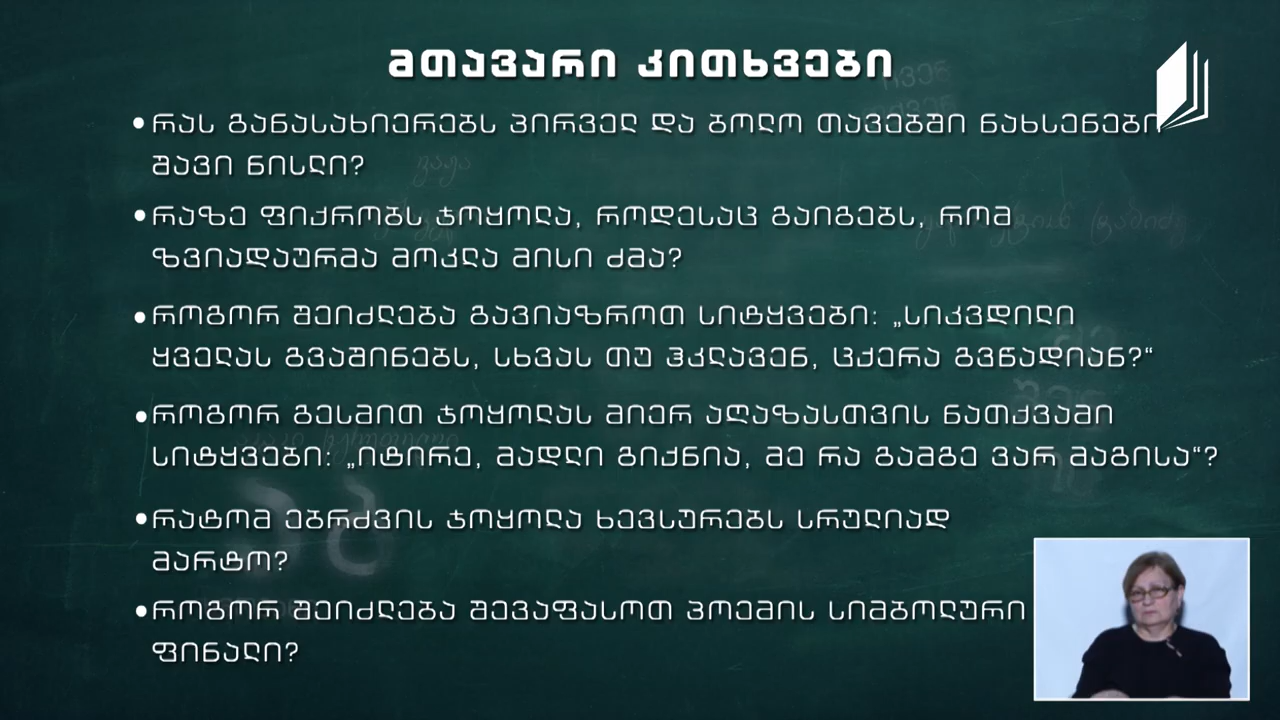 მთავარი კითხვები
•რას განასახიერებს პირველ და ბოლო თავებში ნახსენები
შავი ნისლი?
•რაზე ფიქრობს ჯოყოლა, როდესაც გაიგებს, რომ
ზვიადაურმა მოკლა მისი ძმა?
•როგორ შეიძლება გავიაზროთ სიტყვები: „სიკვდილი
ყველას გვაშინებს, სხვას თუ ჰკლავენ, ცქერა გვწადიან?“
•როგორ გესმით ჯოყოლას მიერ აღაზასთვის ნათქვამი
სიტყვები: „იტირე, მადლი გიქნია, მე რა გამგე ვარ მაგისა“?
•რატომ ებრძვის ჯოყოლა ხევსურებს სრულიად
მარტო?
•როგორ შეიძლება შევაფასოთ პოემის სიმბოლური
ფინალი?